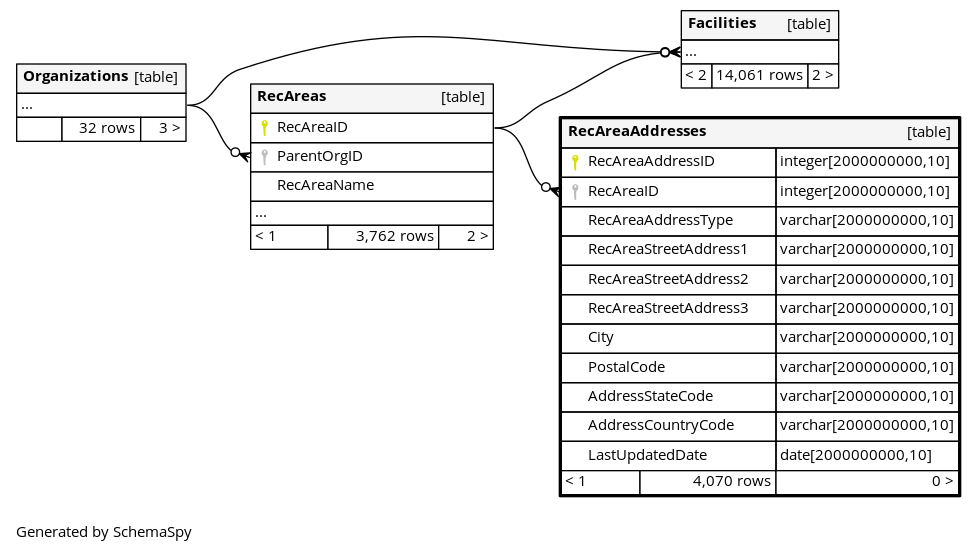 Organizations [table]
...
32 rows 3 >
RecAreas [table]
RecAreaID
ParentOrgID
RecAreaName
...
< 1 3,762 rows 2 >
Facilities [table]
...
< 2 14,061 rows 2 >
RecAreaAddresses [table]
RecAreaAddressID integer[2000000000,10]
RecAreaID integer[2000000000,10]
RecAreaAddressType varchar[2000000000,10]
RecAreaStreetAddress1 varchar[2000000000,10]
RecAreaStreetAddress2 varchar[2000000000,10]
RecAreaStreetAddress3 varchar[2000000000,10]
City varchar[2000000000,10]
PostalCode varchar[2000000000,10]
AddressStateCode varchar[2000000000,10]
AddressCountryCode varchar[2000000000,10]
LastUpdatedDate date[2000000000,10]
< 1 4,070 rows 0 >
Generated by SchemaSpy